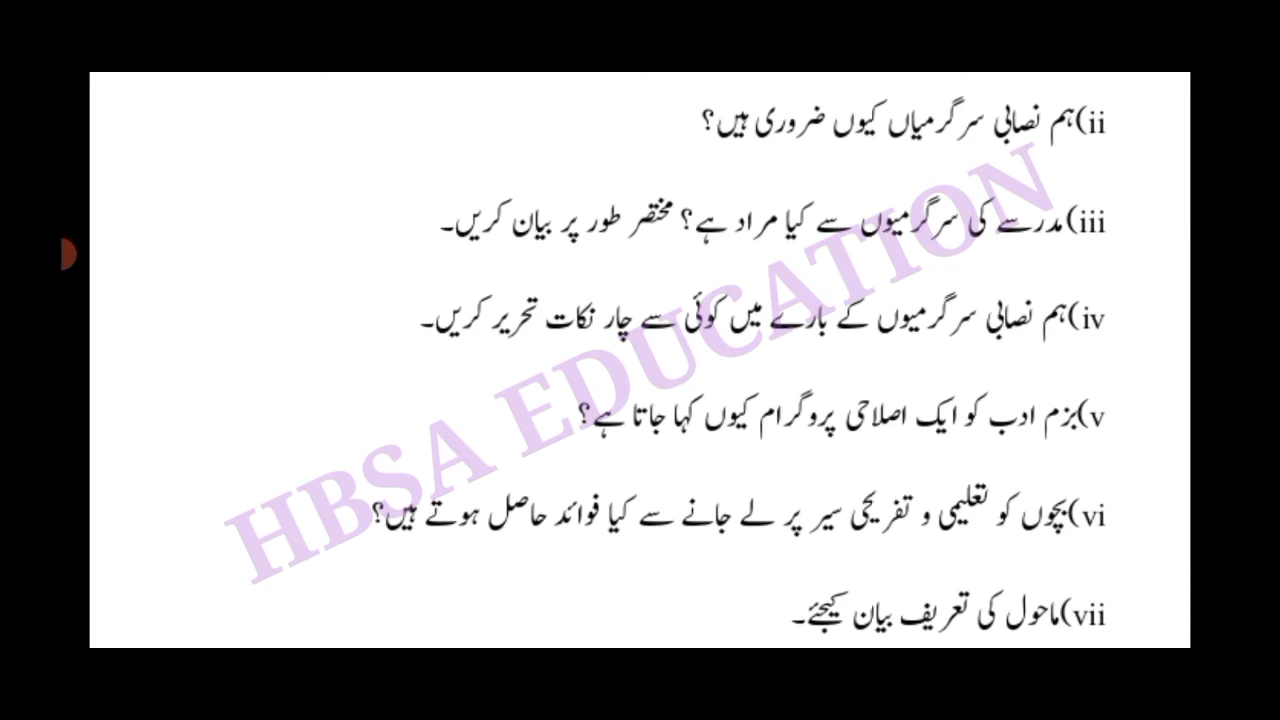 ii)ہم نصابی سرگرمیاں کیوں ضروری ہیں؟
iii)مدرسے کی سرگرمیوں سے کیا مراد ہے؟ مختصر طور پر بیان کریں۔
iv)ہم نصابی سرگرمیوں کے بارے میں کوئی سے چار نکات تحریر کریں۔
v)بزم ادب کو ایک اصلاحی پروگرام کیوں کہا جاتا ہے؟
vi)بچوں کو تعلیمی و تفریحی سیر پر لے جانے سے کیا فوائد حاصل ہوتے ہیں؟
vii)ماحول کی تعریف بیان کیجئے۔
HBSA EDUCATION